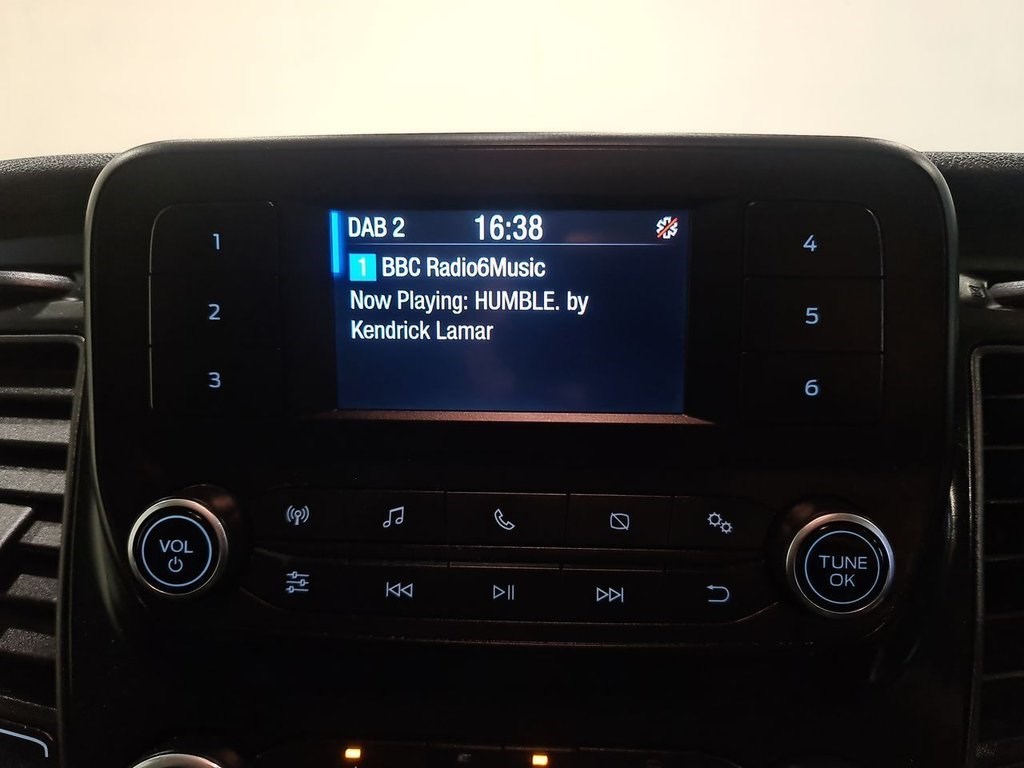 DAB 2 16:38
1 BBC Radio6Music
Now Playing: HUMBLE. by
Kendrick Lamar
1
2
3
4
5
6
VOL
TUNE
OK